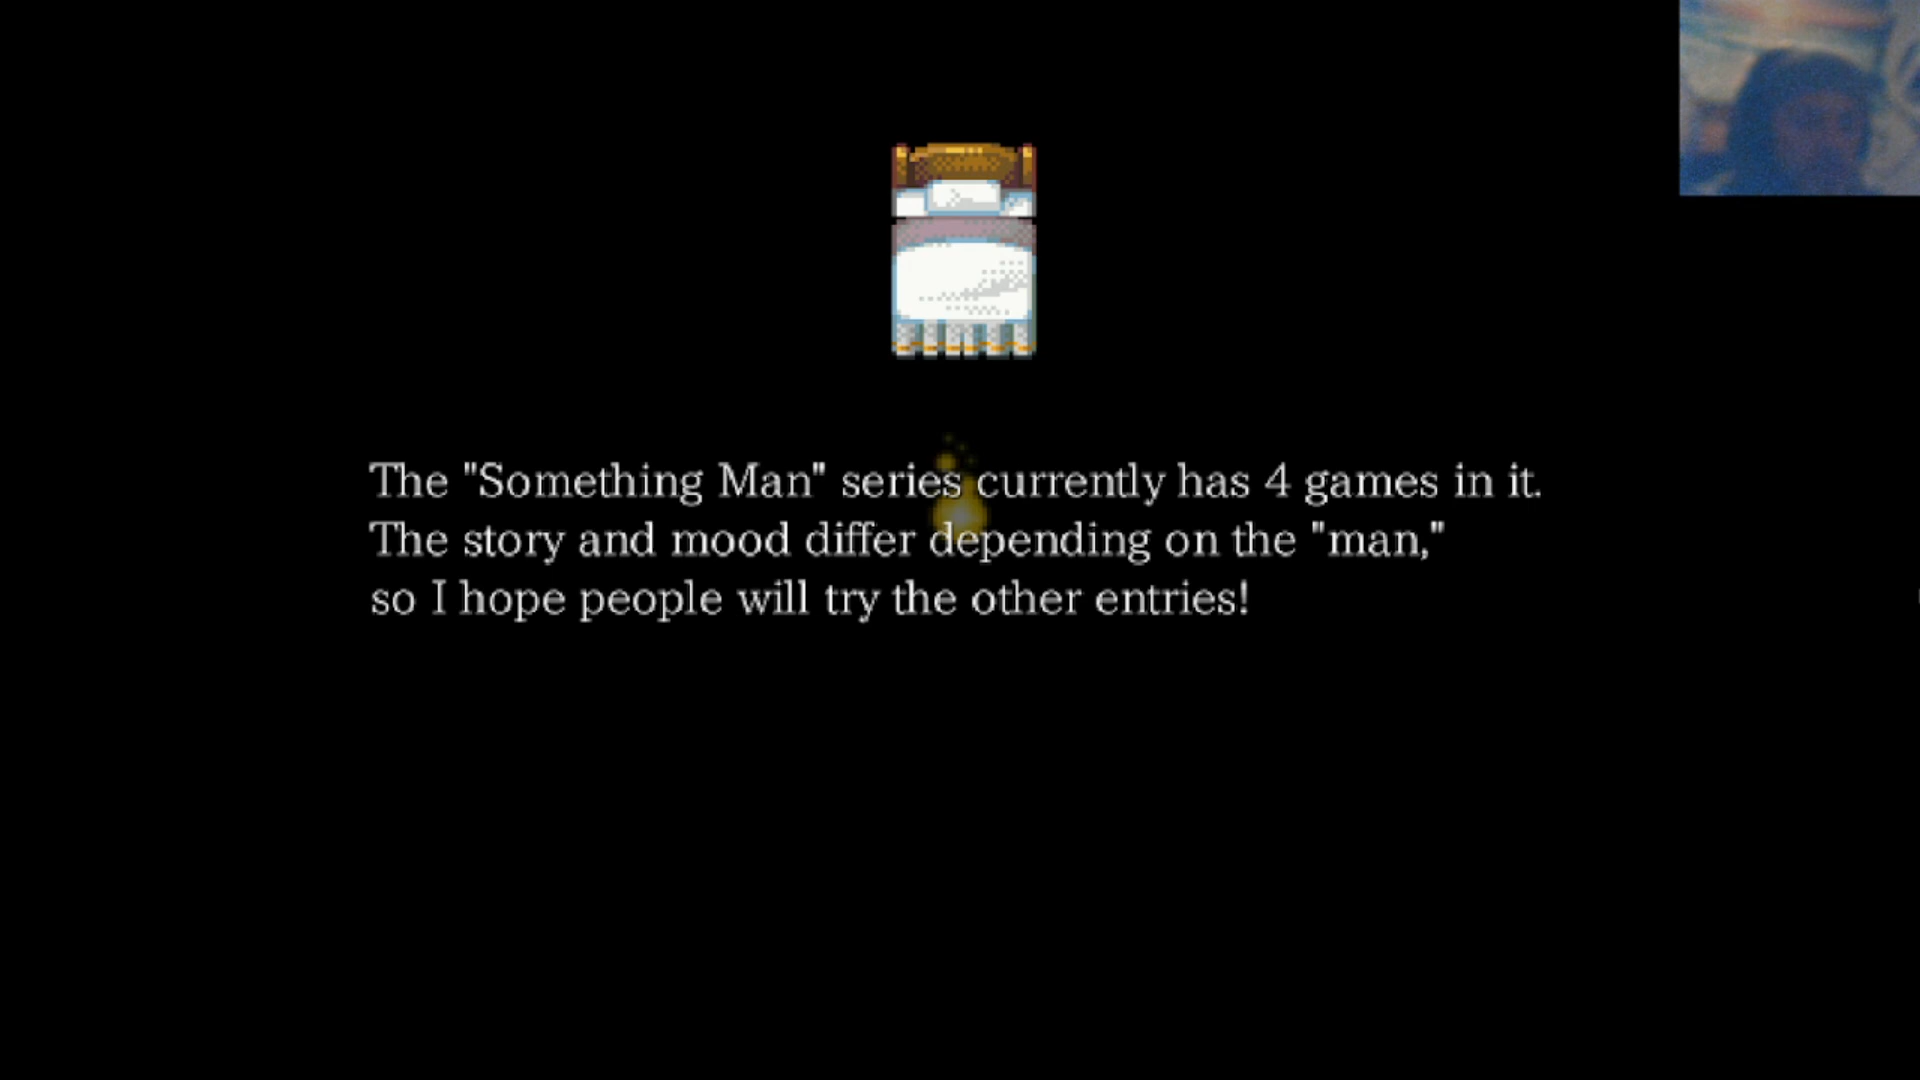 The "Something Man" series currently has 4 games in it.
The story and mood differ depending on the "man,"
so I hope people will try the other entries!